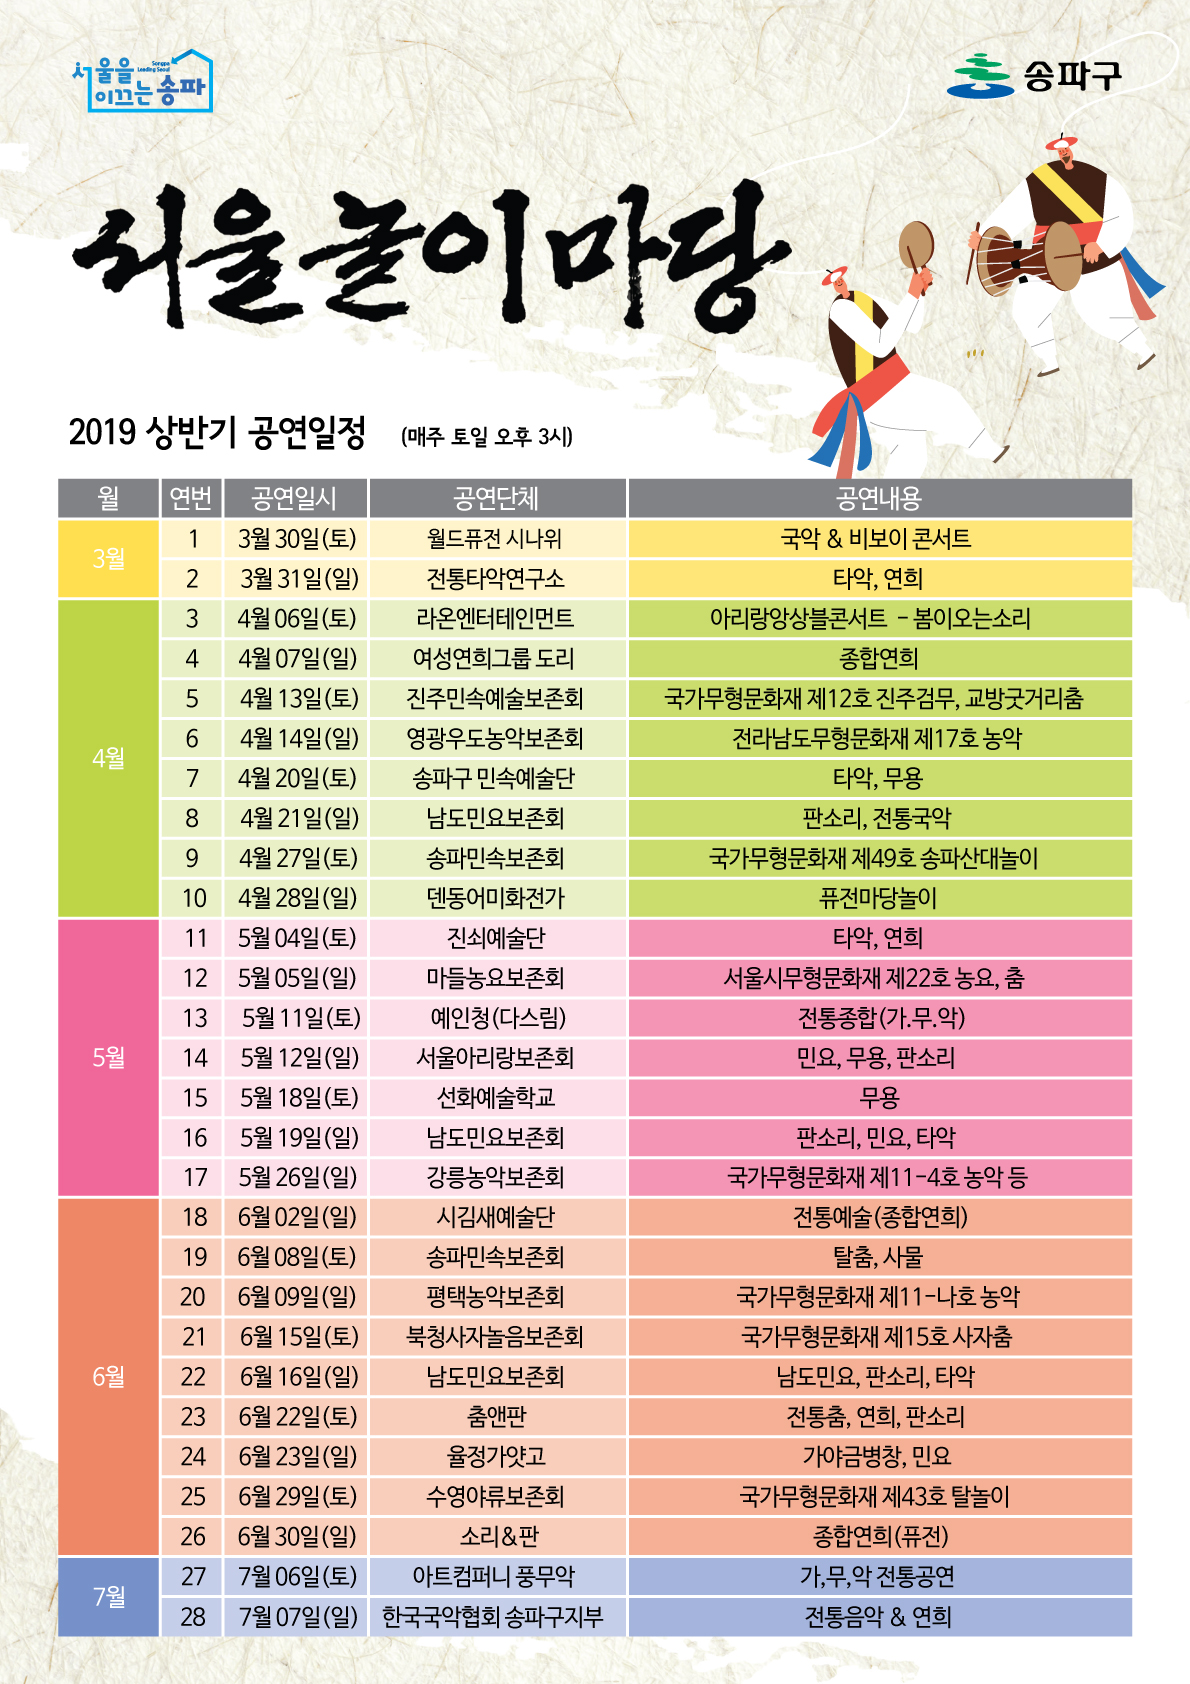 서울을
이끄는 송파
Songpa
Leading Seoul
송파구
서울놀이마당
2019 상반기 공연일정 (매주 토일 오후 3시)
월 연번 공연일시 공연단체 공연내용
3월
1 3월 30일(토) 월드퓨전 시나위 국악 & 비보이 콘서트
2 3월 31일(일) 전통타악연구소 타악, 연희
4월
3 4월 06일(토) 라온엔터테인먼트 아리랑앙상블콘서트 - 봄이오는소리
4 4월 07일(일) 여성연희그룹 도리 종합연희
5 4월 13일(토) 진주민속예술보존회 국가무형문화재 제12호 진주검무, 교방굿거리춤
6 4월 14일(일) 영광우도농악보존회 전라남도무형문화재 제17호 농악
7 4월 20일(토) 송파구 민속예술단 타악, 무용
8 4월 21일(일) 남도민요보존회 판소리, 전통국악
9 4월 27일(토) 송파민속보존회 국가무형문화재 제49호 송파산대놀이
10 4월 28일(일) 덴동어미화전가 퓨전마당놀이
5월
11 5월 04일(토) 진쇠예술단 타악, 연희
12 5월 05일(일) 마들농요보존회 서울시무형문화재 제22호 농요, 춤
13 5월 11일(토) 예인청(다스림) 전통종합(가.무.악)
14 5월 12일(일) 서울아리랑보존회 민요, 무용, 판소리
15 5월 18일(토) 선화예술학교 무용
16 5월 19일(일) 남도민요보존회 판소리, 민요, 타악
17 5월 26일(일) 강릉농악보존회 국가무형문화재 제11-4호 농악 등
6월
18 6월 02일(일) 시김새예술단 전통예술(종합연희)
19 6월 08일(토) 송파민속보존회 탈춤, 사물
20 6월 09일(일) 평택농악보존회 국가무형문화재 제11-나호 농악
21 6월 15일(토) 북청사자놀음보존회 국가무형문화재 제15호 사자춤
22 6월 16일(일) 남도민요보존회 남도민요, 판소리, 타악
23 6월 22일(토) 춤앤판 전통춤, 연희, 판소리
24 6월 23일(일) 율정가얏고 가야금병창, 민요
25 6월 29일(토) 수영야류보존회 국가무형문화재 제43호 탈놀이
26 6월 30일(일) 소리&판 종합연희(퓨전)
7월
27 7월 06일(토) 아트컴퍼니 풍무악 가,무,악 전통공연
28 7월 07일(일) 한국국악협회 송파구지부 전통음악 & 연희